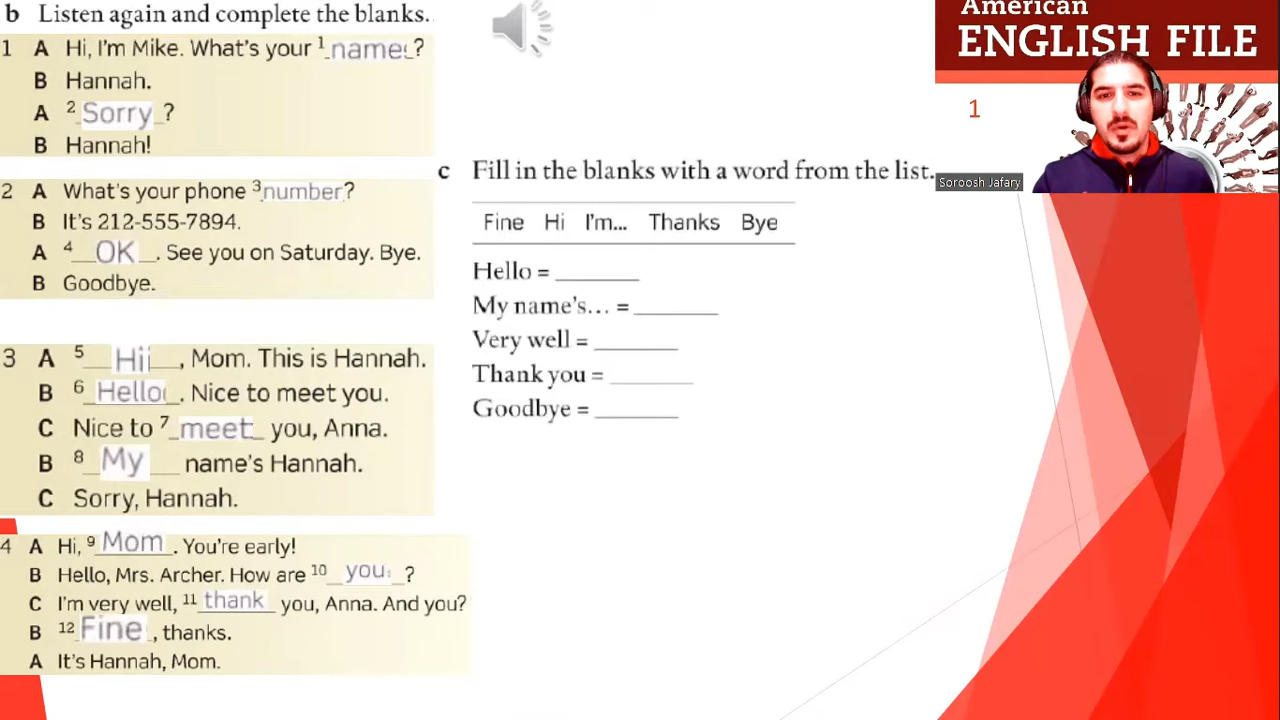 b Listen again and complete the blanks.
1 A Hi, I'm Mike. What's your 1 name ?
B Hannah.
A 2 Sorry ?
B Hannah!
2 A What's your phone 3 number ?
B It's 212-555-7894.
A 4 OK . See you on Saturday. Bye.
B Goodbye.
3 A 5 Hi , Mom. This is Hannah.
B 6 Hello . Nice to meet you.
C Nice to 7 meet you, Anna.
B 8 My name's Hannah.
C Sorry, Hannah.
4 A Hi, 9 Mom . You're early!
B Hello, Mrs. Archer. How are 10 you ?
C I'm very well, 11 thank you, Anna. And you?
B 12 Fine , thanks.
A It's Hannah, Mom.
c Fill in the blanks with a word from the list.
Fine Hi I'm... Thanks Bye
Hello = ________
My name's... = ________
Very well = ________
Thank you = ________
Goodbye = ________
American
ENGLISH FILE
1
Soroosh Jafary